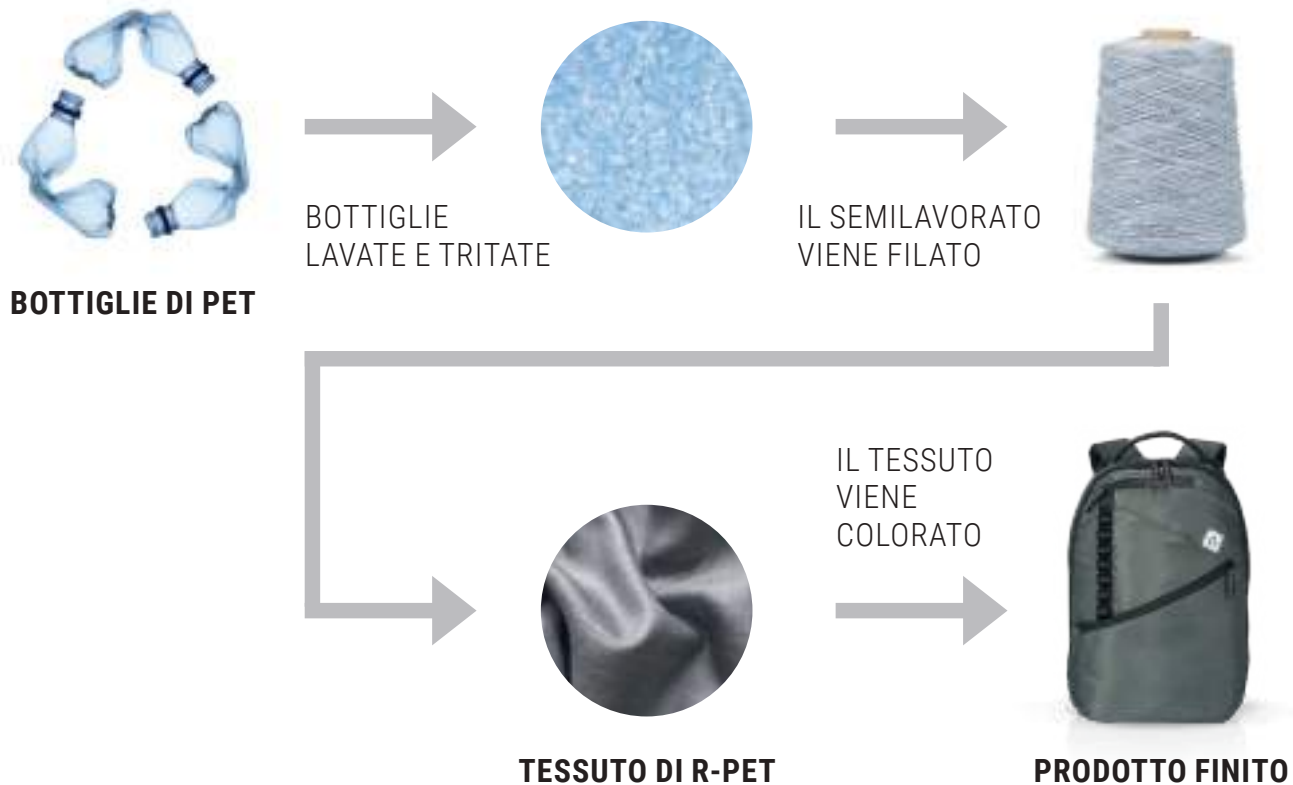 BOTTIGLIE
LAVATE E TRITATE
IL SEMILAVORATO
VIENE FILATO
BOTTIGLIE DI PET
IL TESSUTO
VIENE
COLORATO
TESSUTO DI R-PET
PRODOTTO FINITO